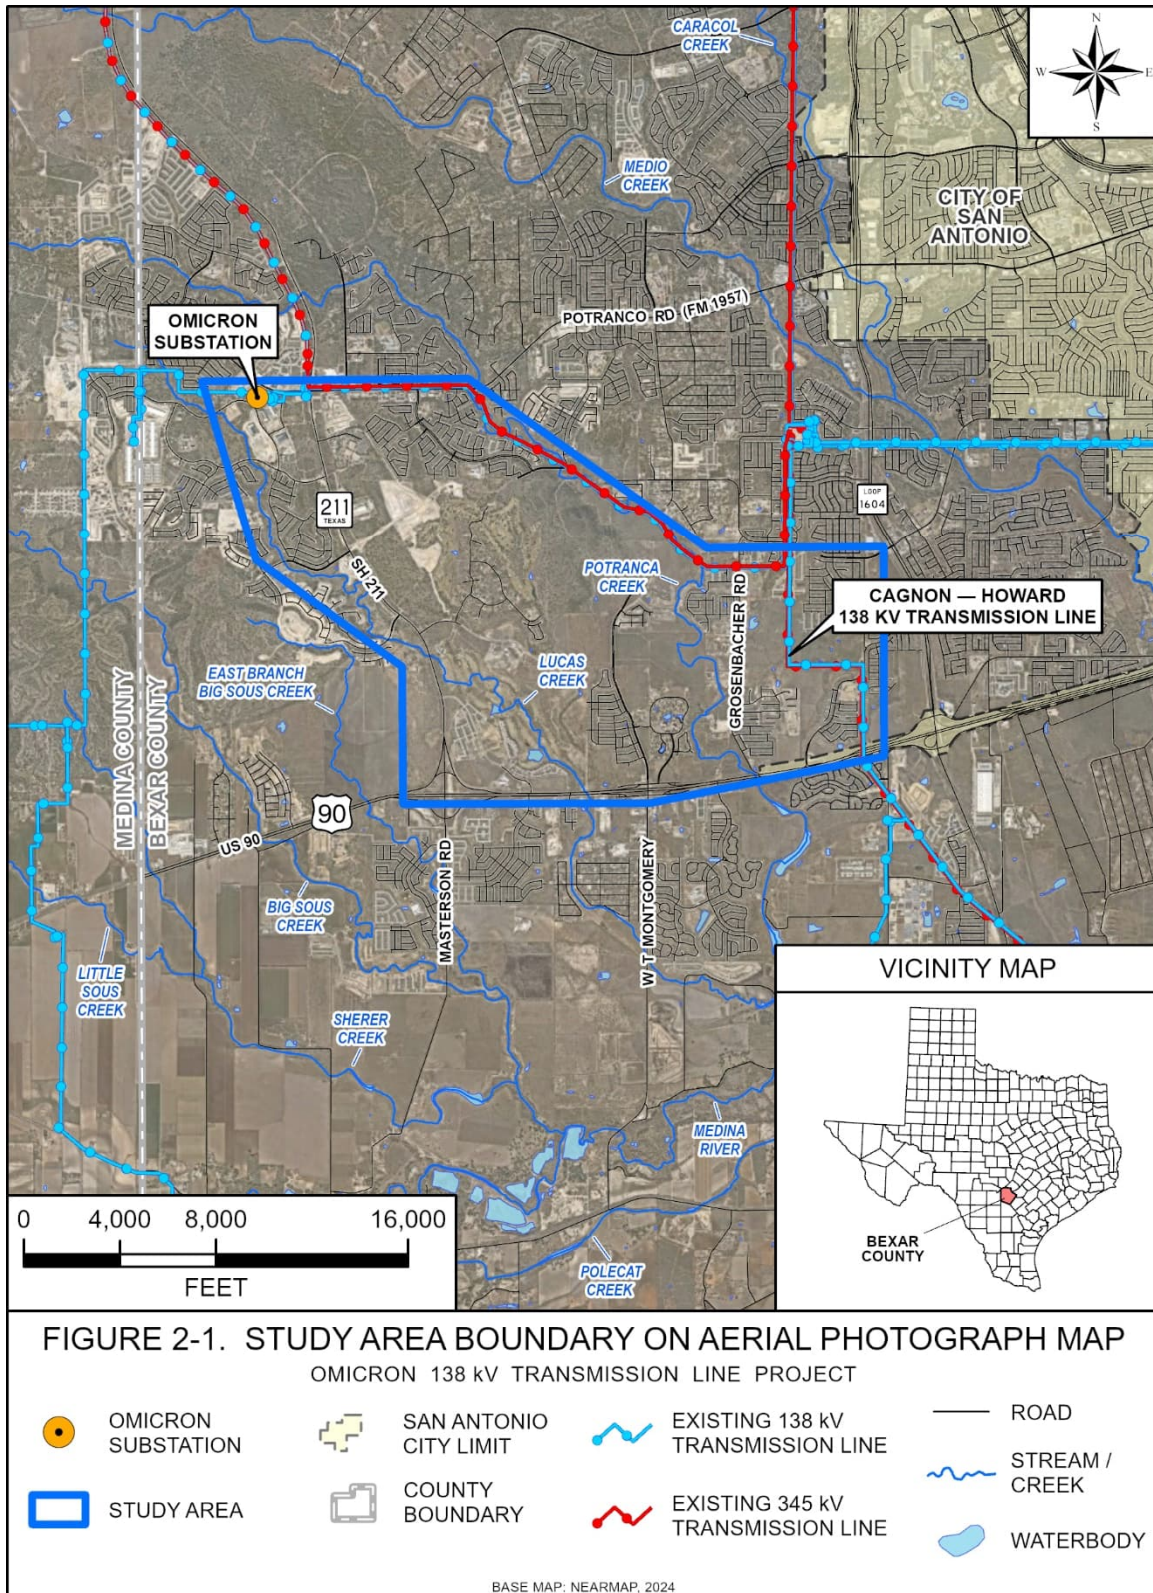 CARACOL
CREEK
N
W
E
S
MEDIO
CREEK
CITY OF
SAN
ANTONIO
POTRANCO RD (FM 1957)
OMICRON
SUBSTATION
LOOP
1604
211
TEXAS
SH 211
POTRANCA
CREEK
GROSENBACHER RD
CAGNON — HOWARD
138 KV TRANSMISSION LINE
EAST BRANCH
BIG SOUS CREEK
LUCAS
CREEK
MEDINA COUNTY
BEXAR COUNTY
90
US 90
MASTERSON RD
W T MONTGOMERY
BIG SOUS
CREEK
LITTLE
SOUS
CREEK
SHERER
CREEK
MEDINA
RIVER
POLECAT
CREEK
VICINITY MAP
BEXAR
COUNTY
0 4,000 8,000 16,000
FEET
FIGURE 2-1. STUDY AREA BOUNDARY ON AERIAL PHOTOGRAPH MAP
OMICRON 138 kV TRANSMISSION LINE PROJECT
OMICRON
SUBSTATION
STUDY AREA
SAN ANTONIO
CITY LIMIT
COUNTY
BOUNDARY
EXISTING 138 kV
TRANSMISSION LINE
EXISTING 345 kV
TRANSMISSION LINE
ROAD
STREAM /
CREEK
WATERBODY
BASE MAP: NEARMAP, 2024